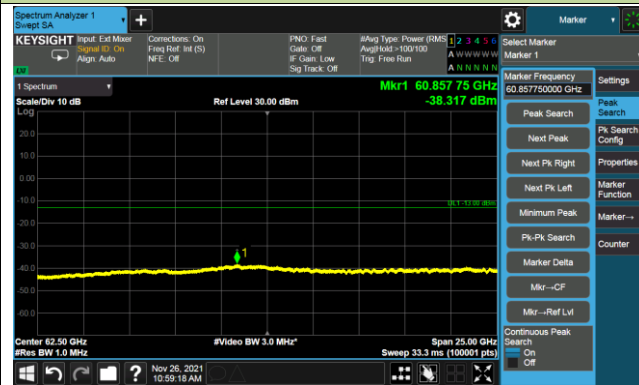 Spectrum Analyzer 1
Swept SA
Marker
KEYSIGHT
Input: Ext Mixer
Signal ID: On
Align: Auto
Corrections: On
Freq Ref: Int (S)
NFE: Off
PNO: Fast
Gate: Off
IF Gain: Low
Sig Track: Off
#Avg Type: Power (RMS
Avg|Hold:>100/100
Trig: Free Run
1 2 3 4 5 6
A W W W W W
A N N N N N
Select Marker
Marker 1
1 Spectrum
Scale/Div 10 dB
Log
Ref Level 30.00 dBm
Mkr1 60.857 75 GHz
-38.317 dBm
20.0
10.0
0.00
-10.0
-20.0
-30.0
-40.0
-50.0
-60.0
DL1 -13.00 dBm
1
Center 62.50 GHz
#Res BW 1.0 MHz
#Video BW 3.0 MHz*
Span 25.00 GHz
Sweep 33.3 ms (100001 pts)
Marker Frequency
60.857750000 GHz
Peak Search
Next Peak
Next Pk Right
Next Pk Left
Minimum Peak
Pk-Pk Search
Marker Delta
Mkr→CF
Mkr→Ref Lvl
Continuous Peak
Search
On
Off
Settings
Peak
Search
Pk Search
Config
Properties
Marker
Function
Marker→
Counter
Nov 26, 2021
10:59:18 AM